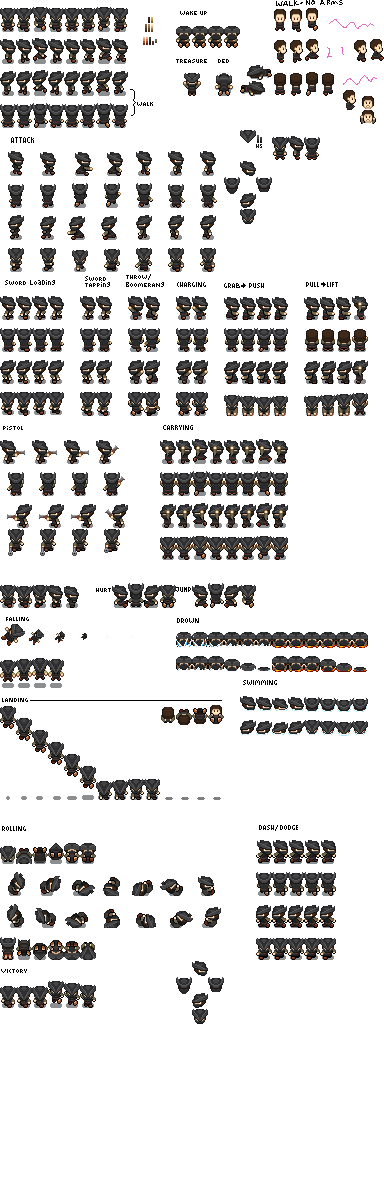 WALK-NO ARMS
WAKE UP
TREASURE
DED
WALK
ATTACK
SWORD LOADING
SWORD
TAPPING
THROW/
BOOMERANG
CHARGING
GRAB→PUSH
PULL→LIFT
PISTOL
CARRYING
HURT
JUMP
FALLING
DROWN
SWIMMING
LANDING
ROLLING
DASH/DODGE
VICTORY